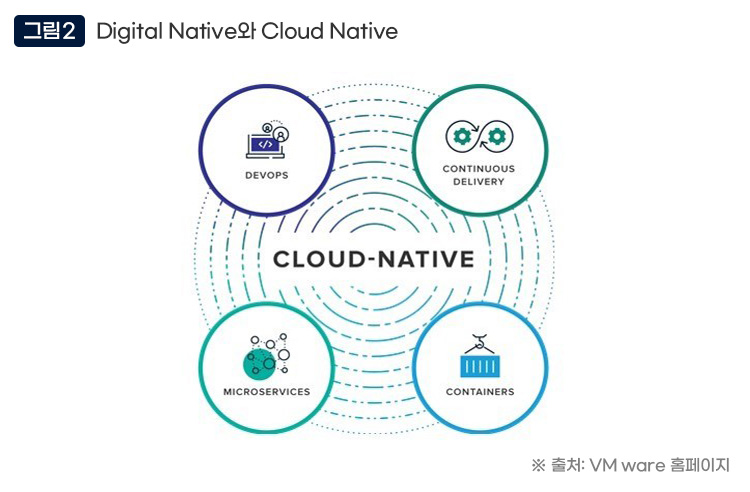 그림2 Digital Native와 Cloud Native
</>
DEVOPS
CONTINUOUS
DELIVERY
CLOUD-NATIVE
MICROSERVICES
CONTAINERS
※ 출처: VM ware 홈페이지